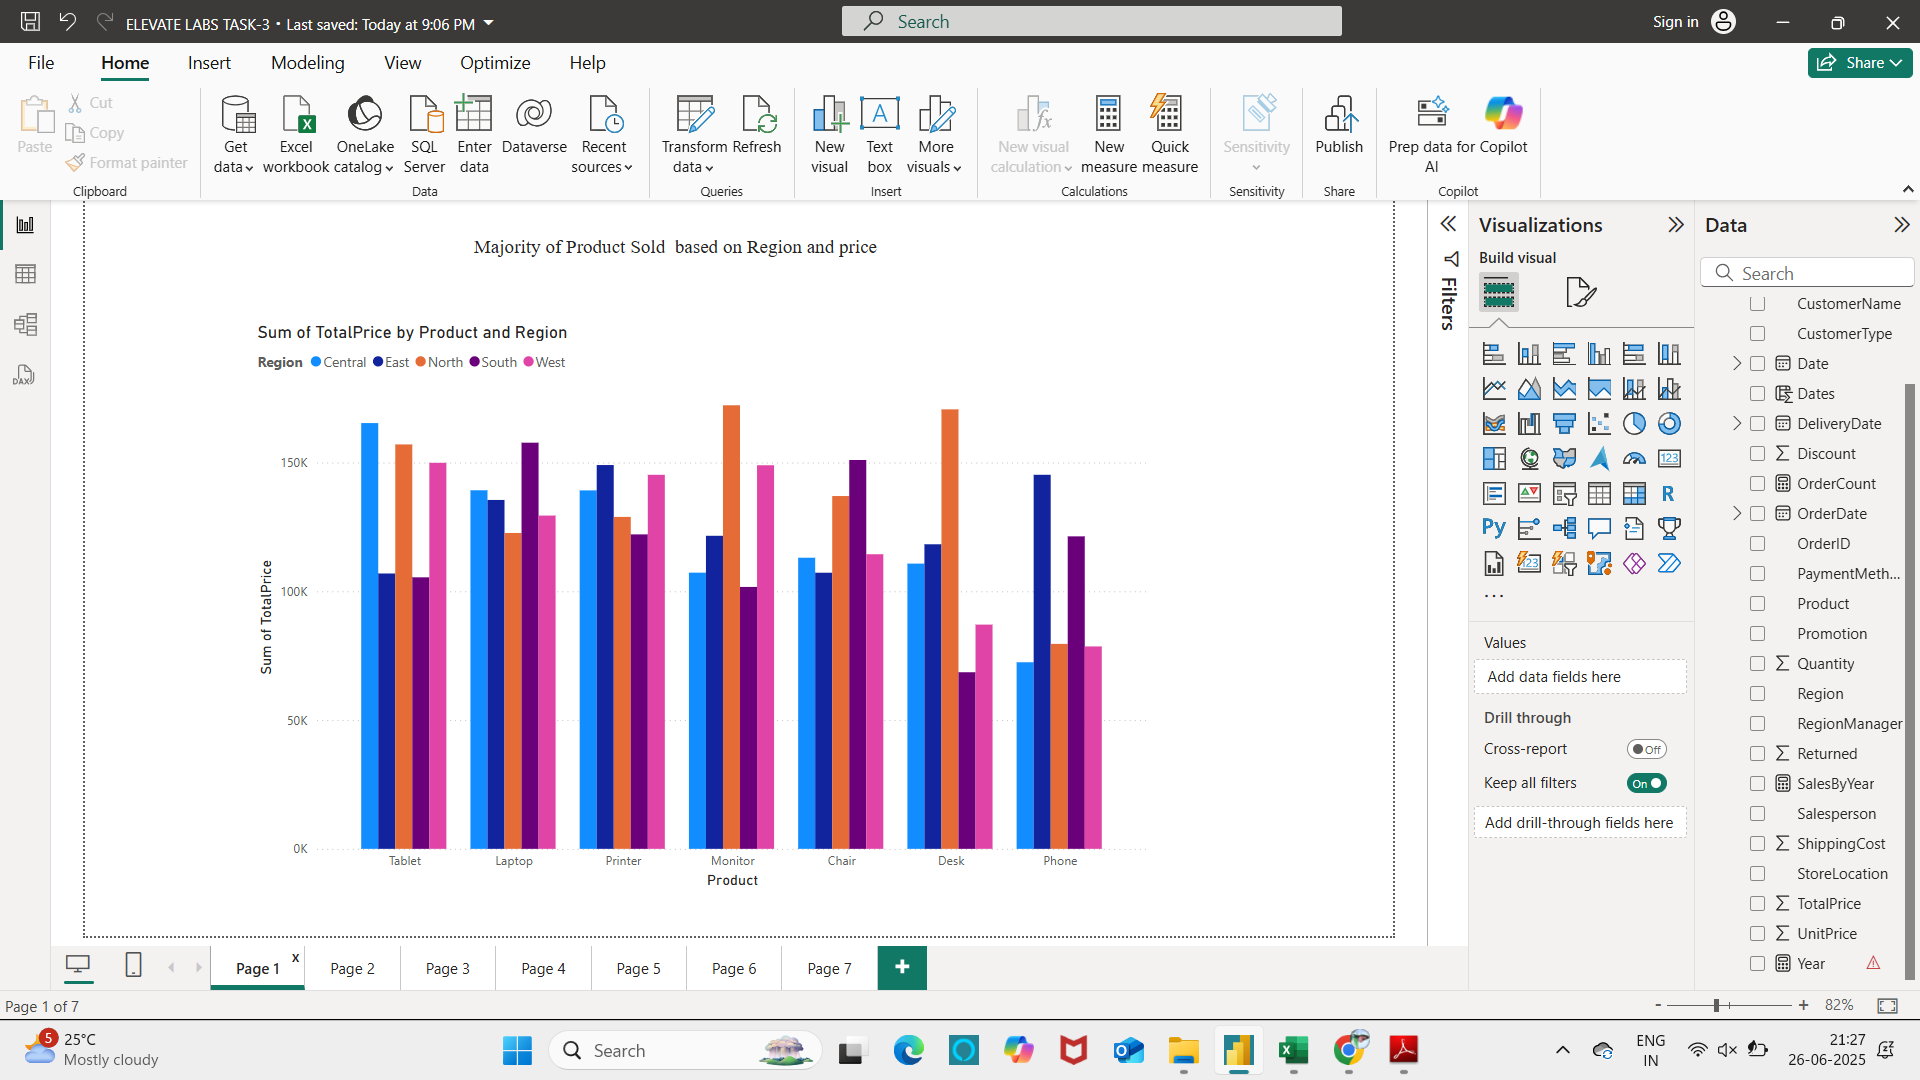 ELEVATE LABS TASK-3 • Last saved: Today at 9:06 PM
Search
Sign in
File Home Insert Modeling View Optimize Help
Share
Paste
Cut
Copy
Format painter
Clipboard
Get data
Excel workbook
OneLake catalog
SQL Server
Enter data
Dataverse
Recent sources
Data
Transform data
Refresh
Queries
New visual
Text box
More visuals
Insert
New visual calculation
New measure
Quick measure
Calculations
Sensitivity
Sensitivity
Publish
Share
Prep data for AI
Copilot
Copilot
DAX
Majority of Product Sold  based on Region and price
Sum of TotalPrice by Product and Region
Region Central East North South West
Sum of TotalPrice
150K
100K
50K
0K
Tablet Laptop Printer Monitor Chair Desk Phone
Product
Filters
Visualizations
Build visual
123
R
Py
123
...
Values
Add data fields here
Drill through
Cross-report Off
Keep all filters On
Add drill-through fields here
Data
Search
CustomerName
CustomerType
Date
Dates
DeliveryDate
Discount
OrderCount
OrderDate
OrderID
PaymentMeth...
Product
Promotion
Quantity
Region
RegionManager
Returned
SalesByYear
Salesperson
ShippingCost
StoreLocation
TotalPrice
UnitPrice
Year
Page 1 x
Page 2
Page 3
Page 4
Page 5
Page 6
Page 7
+
Page 1 of 7
- + 82%
5
25°C
Mostly cloudy
Search
ENG
IN
21:27
26-06-2025